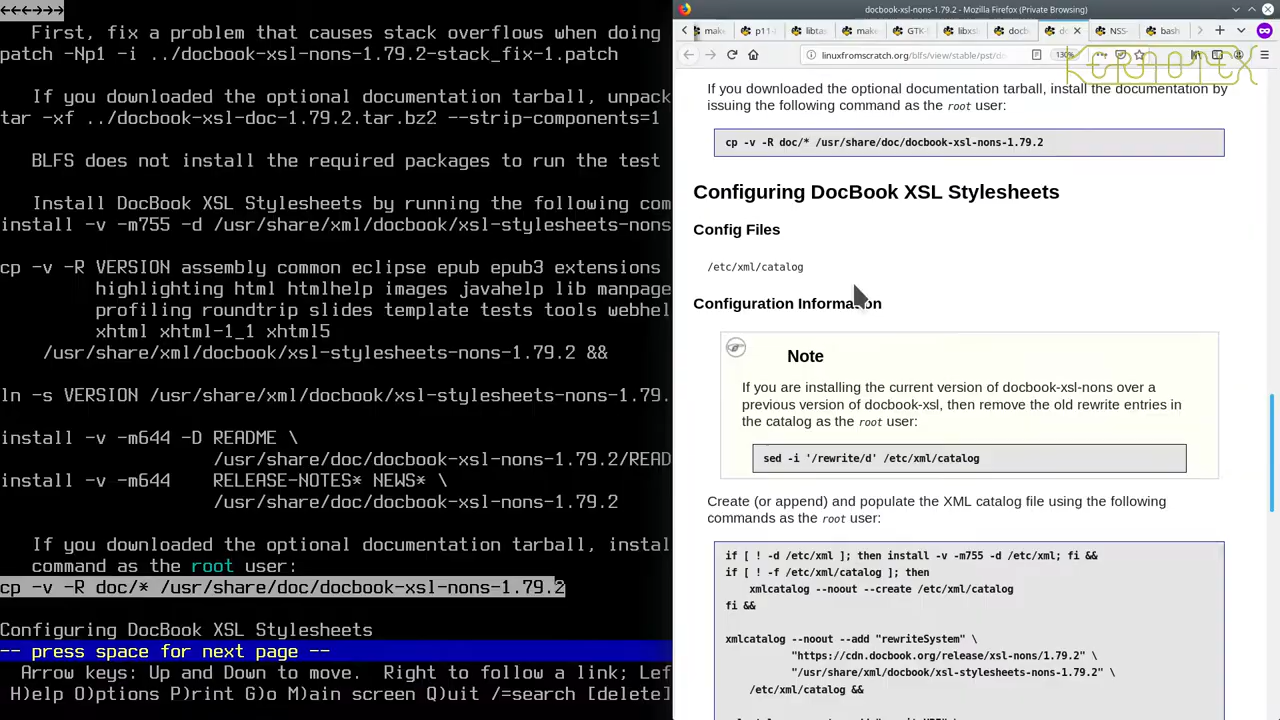 <<--->->>
First, fix a problem that causes stack overflows when doing
patch -Np1 -i ../docbook-xsl-nons-1.79.2-stack_fix-1.patch
If you downloaded the optional documentation tarball, unpack
tar -xf ../docbook-xsl-doc-1.79.2.tar.bz2 --strip-components=1
BLFS does not install the required packages to run the test
Install DocBook XSL Stylesheets by running the following com
install -v -m755 -d /usr/share/xml/docbook/xsl-stylesheets-nons
cp -v -R VERSION assembly common eclipse epub epub3 extensions
highlighting html htmlhelp images javahelp lib manpage
profiling roundtrip slides template tests tools webhel
xhtml xhtml-1_1 xhtml5
/usr/share/xml/docbook/xsl-stylesheets-nons-1.79.2 &&
ln -s VERSION /usr/share/xml/docbook/xsl-stylesheets-nons-1.79.
install -v -m644 -D README \
/usr/share/doc/docbook-xsl-nons-1.79.2/READ
install -v -m644 RELEASE-NOTES* NEWS* \
/usr/share/doc/docbook-xsl-nons-1.79.2
If you downloaded the optional documentation tarball, instal
command as the root user:
cp -v -R doc/* /usr/share/doc/docbook-xsl-nons-1.79.2
Configuring DocBook XSL Stylesheets
-- press space for next page --
Arrow keys: Up and Down to move. Right to follow a link; Lef
H)elp O)ptions P)rint G)o M)ain screen Q)uit /=search [delete]
docbook-xsl-nons-1.79.2 - Mozilla Firefox (Private Browsing)
make
p11-
libtas
make
GTK-
libxs
docb
do
NSS-
bash
linuxfromscratch.org/blfs/view/stable/pst/d
130%
KERNOTEX
If you downloaded the optional documentation tarball, install the documentation by
issuing the following command as the root user:
cp -v -R doc/* /usr/share/doc/docbook-xsl-nons-1.79.2
Configuring DocBook XSL Stylesheets
Config Files
/etc/xml/catalog
Configuration Information
Note
If you are installing the current version of docbook-xsl-nons over a
previous version of docbook-xsl, then remove the old rewrite entries in
the catalog as the root user:
sed -i '/rewrite/d' /etc/xml/catalog
Create (or append) and populate the XML catalog file using the following
commands as the root user:
if [ ! -d /etc/xml ]; then install -v -m755 -d /etc/xml; fi &&
if [ ! -f /etc/xml/catalog ]; then
xmlcatalog --noout --create /etc/xml/catalog
fi &&
xmlcatalog --noout --add "rewriteSystem" \
"https://cdn.docbook.org/release/xsl-nons/1.79.2" \
"/usr/share/xml/docbook/xsl-stylesheets-nons-1.79.2" \
/etc/xml/catalog &&